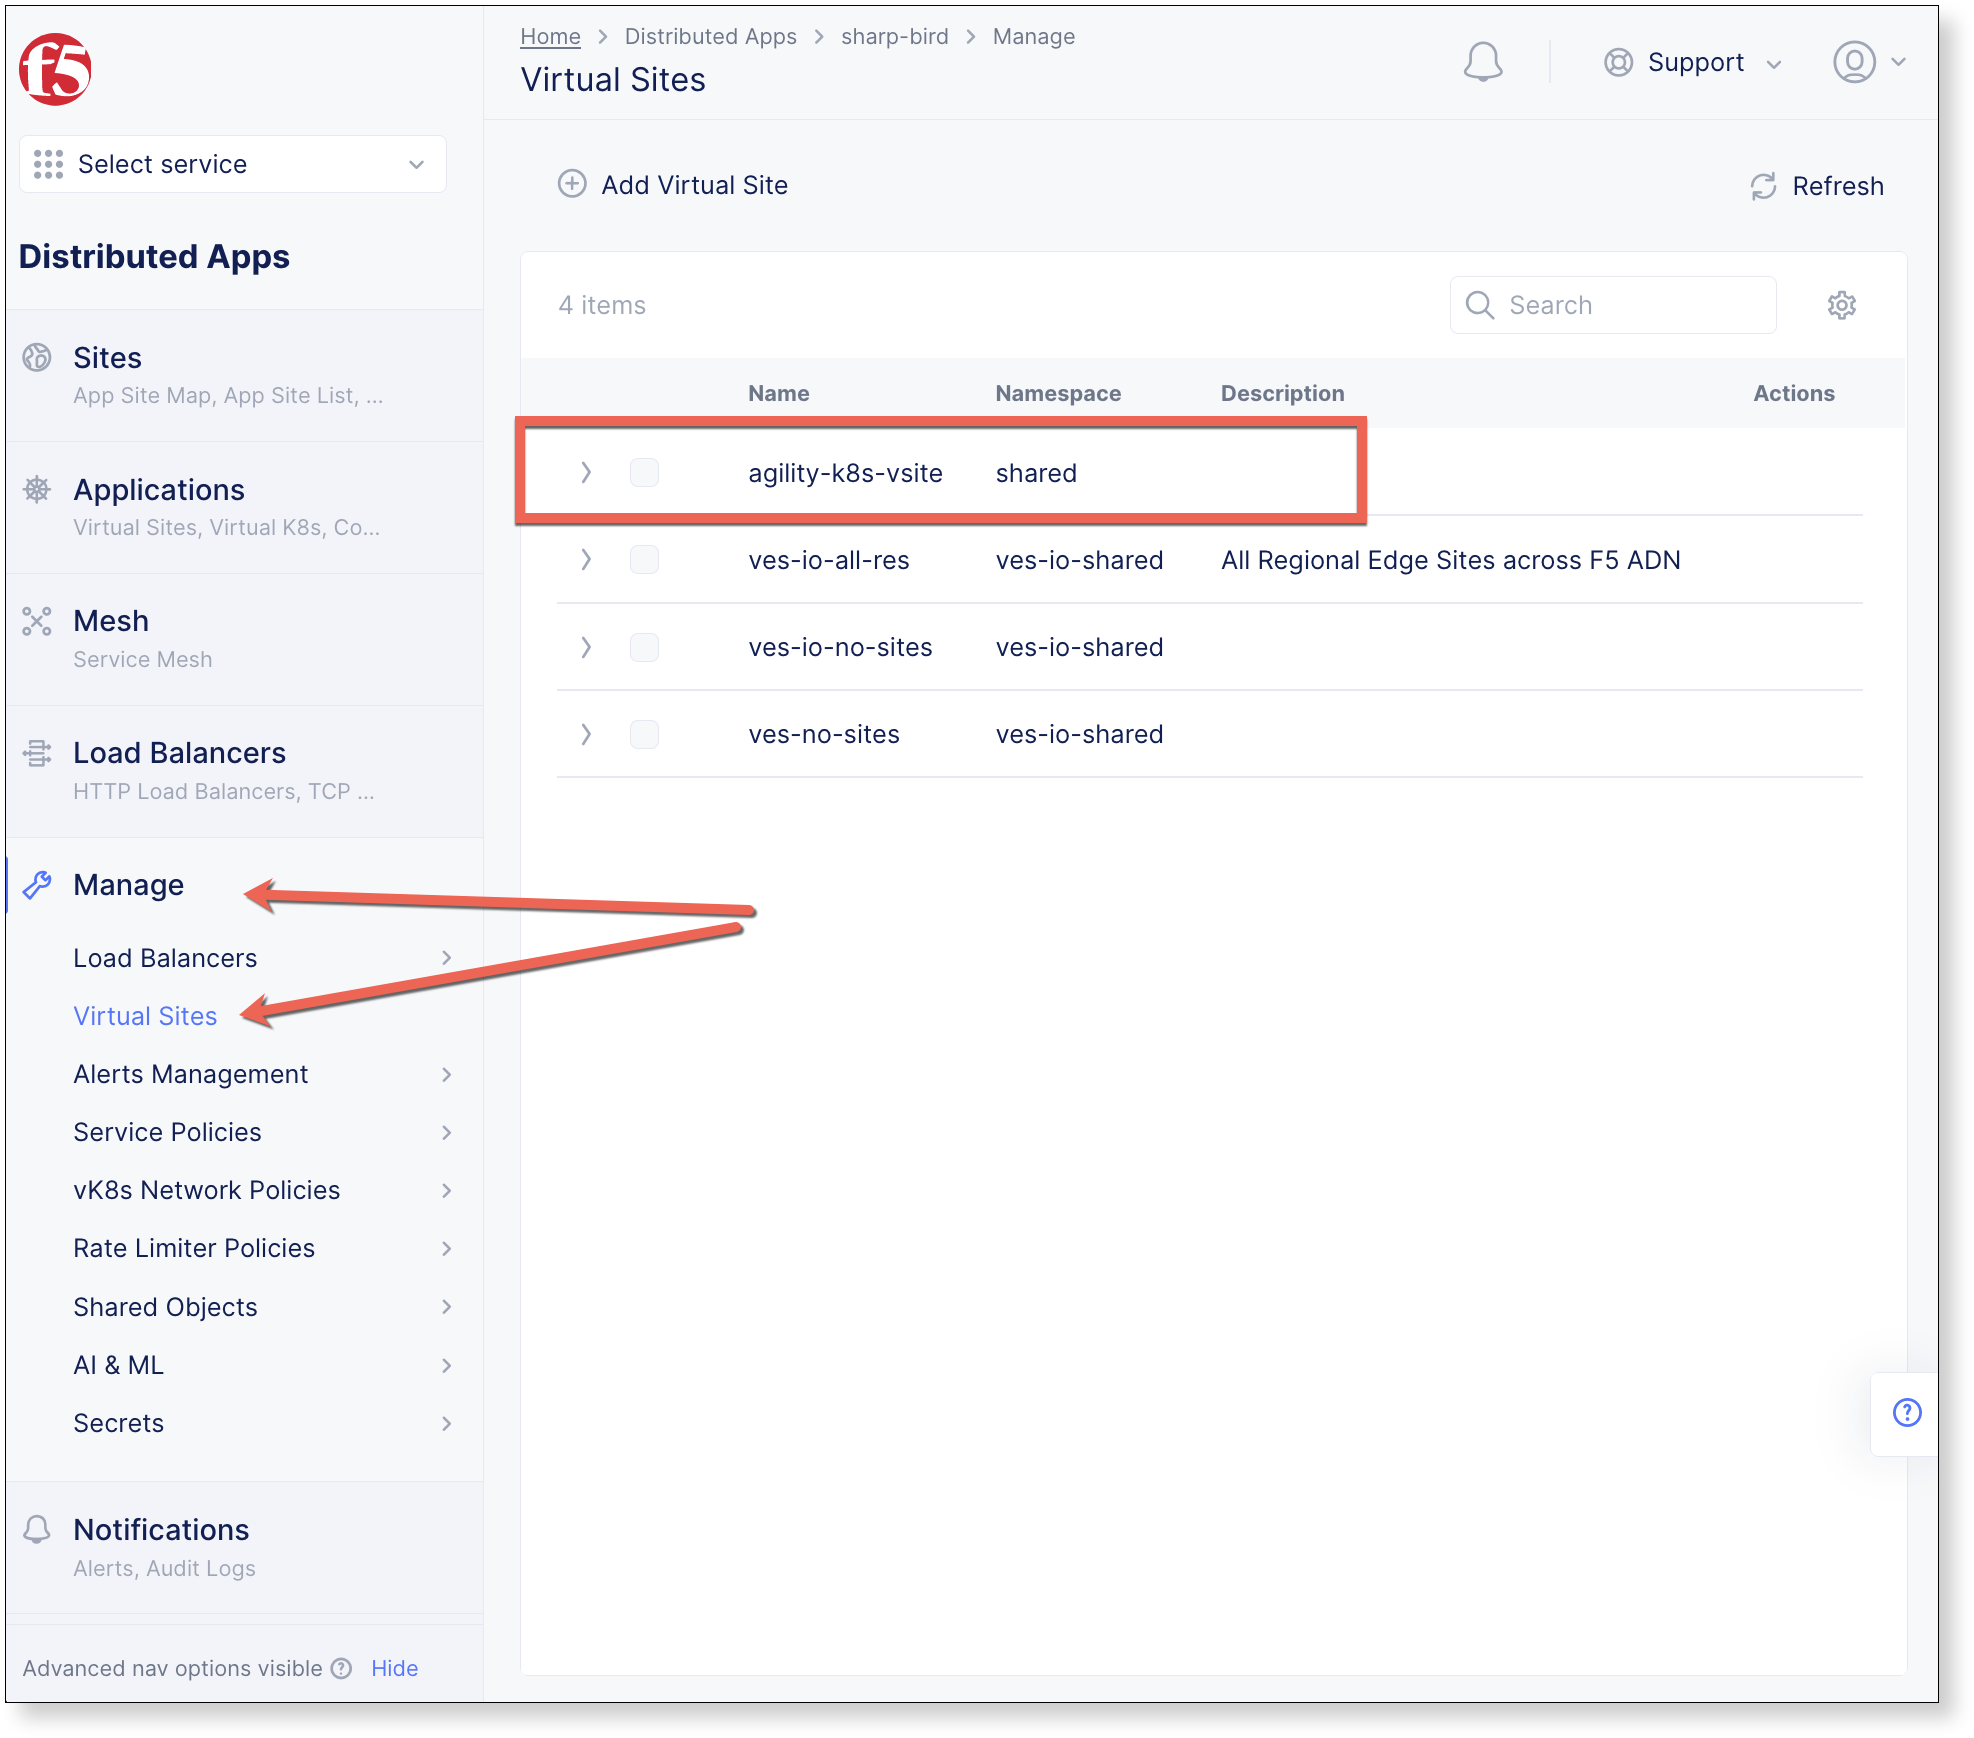 f5
Select service
Distributed Apps
Sites
App Site Map, App Site List, ...
Applications
Virtual Sites, Virtual K8s, Co...
Mesh
Service Mesh
Load Balancers
HTTP Load Balancers, TCP ...
Manage
Load Balancers
Virtual Sites
Alerts Management
Service Policies
vK8s Network Policies
Rate Limiter Policies
Shared Objects
AI & ML
Secrets
Notifications
Alerts, Audit Logs
Advanced nav options visible ? Hide
Home > Distributed Apps > sharp-bird > Manage
Virtual Sites
Support
Add Virtual Site
Refresh
4 items
Search
Name Namespace Description Actions
agility-k8s-vsite shared
ves-io-all-res ves-io-shared All Regional Edge Sites across F5 ADN
ves-io-no-sites ves-io-shared
ves-no-sites ves-io-shared
?